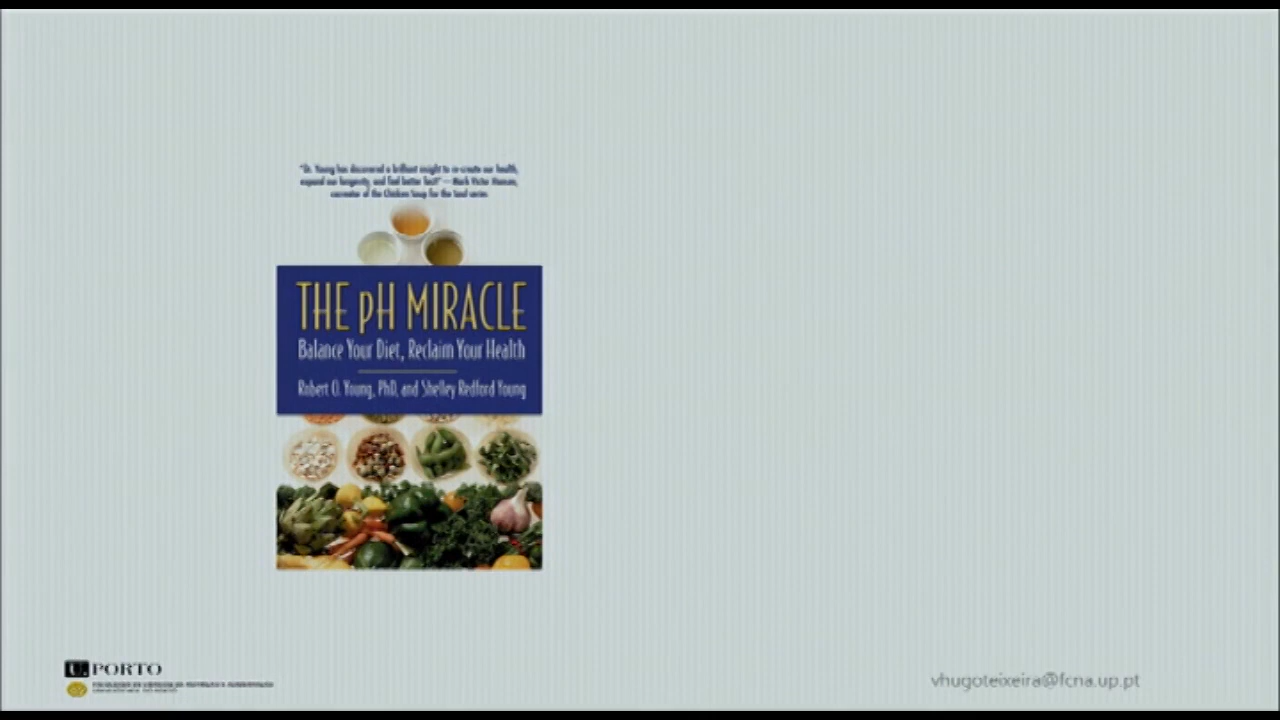 "Dr. Young has discovered a brilliant insight to re-create our health,
expand our longevity, and feel better fast!" — Mark Victor Hansen,
cocreator of the Chicken Soup for the Soul series
THE pH MIRACLE
Balance Your Diet, Reclaim Your Health
Robert O. Young, PhD, and Shelley Redford Young
U. PORTO
vhugoteixeira@fcna.up.pt